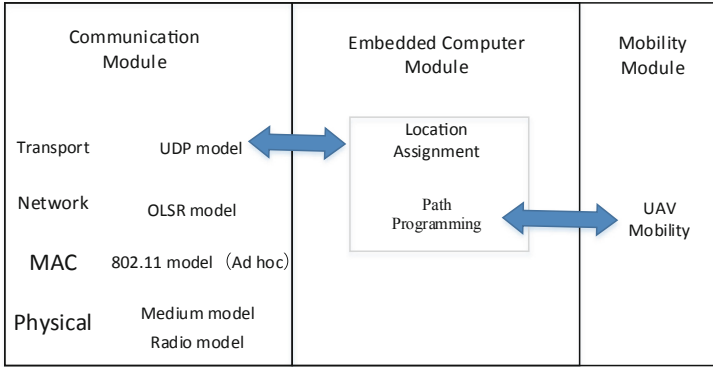 Communication
Module
Transport
UDP model
Network
OLSR model
MAC
802.11 model（Ad hoc）
Physical
Medium model
Radio model
Embedded Computer
Module
Location
Assignment
Path
Programming
Mobility
Module
UAV
Mobility